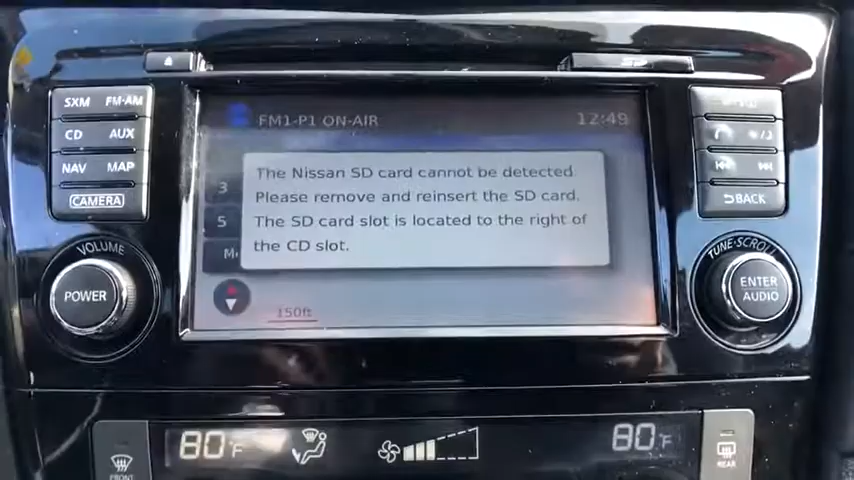 SXM FM·AM
CD AUX
NAV MAP
CAMERA
VOLUME
POWER
FM1-P1 ON-AIR 12:49
The Nissan SD card cannot be detected.
Please remove and reinsert the SD card.
The SD card slot is located to the right of
the CD slot.
3
5
150ft
BACK
TUNE·SCROLL
ENTER
AUDIO
80°F
80°F
FRONT
REAR